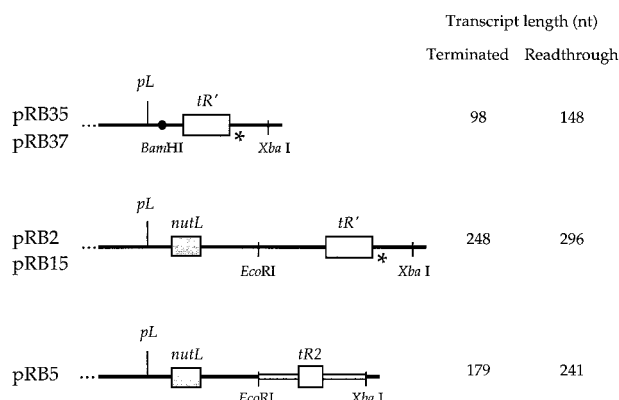 Transcript length (nt)
Terminated Readthrough
pL
tR′
pRB35
pRB37
...
*
BamHI
Xba I
98
148
pL
nutL
tR′
pRB2
pRB15
...
*
EcoRI
Xba I
248
296
pL
nutL
tR2
pRB5
...
EcoRI
Xba I
179
241